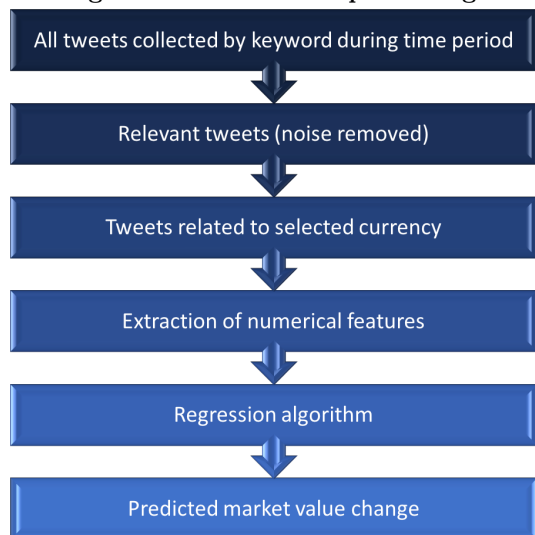 All tweets collected by keyword during time period
Relevant tweets (noise removed)
Tweets related to selected currency
Extraction of numerical features
Regression algorithm
Predicted market value change